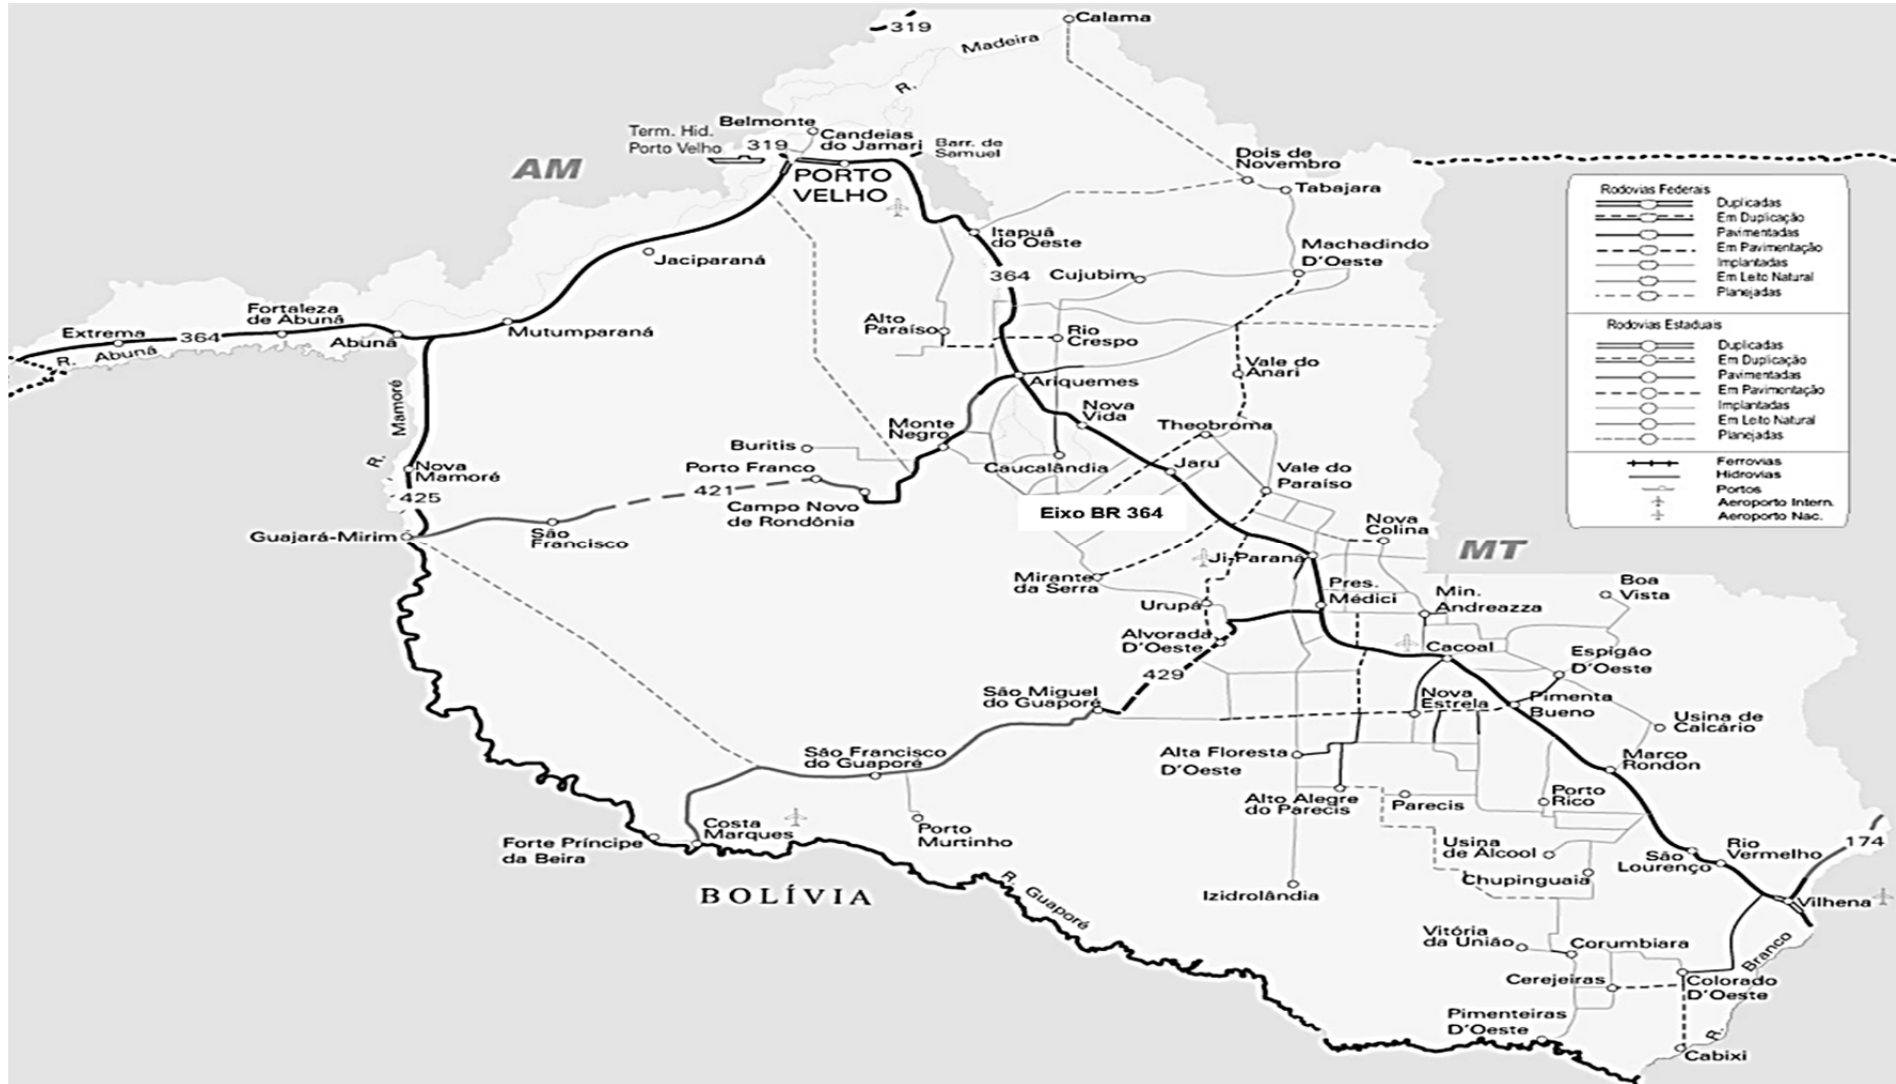 319
Calama
Madeira
R.
Belmonte
Term. Hid.
Porto Velho
319
Candeias
do Jamari
Barr. de
Samuel
AM
PORTO
VELHO
Dois de
Novembro
Tabajara
Itapuã
do Oeste
Jaciparaná
364
Cujubim
Machadindo
D'Oeste
Extrema
364
Fortaleza
de Abunã
Abunã
R. Abunã
Mutumparaná
Alto
Paraíso
Rio
Crespo
Vale do
Anari
Ariquemes
Mamoré
R.
Nova
Vida
Monte
Negro
Theobroma
Buritis
Porto Franco
Caucalândia
Jaru
Vale do
Paraíso
Nova
Mamoré
425
421
Campo Novo
de Rondônia
Eixo BR 364
Nova
Colina
Guajará-Mirim
São
Francisco
Ji-Paraná
MT
Mirante
da Serra
Pres.
Médici
Urupá
Min.
Andreazza
Boa
Vista
Alvorada
D'Oeste
Cacoal
Espigão
D'Oeste
429
São Miguel
do Guaporé
Nova
Estrela
Pimenta
Bueno
Usina de
Calcário
São Francisco
do Guaporé
Alta Floresta
D'Oeste
Marco
Rondon
Alto Alegre
do Parecis
Parecis
Porto
Rico
Costa
Marques
Porto
Murtinho
Forte Príncipe
da Beira
Usina
de Alcool
São
Lourenço
Rio
Vermelho
174
BOLÍVIA
R. Guaporé
Izidrolândia
Chupinguaia
Vilhena
Vitória
da União
Corumbiara
Branco
R.
Cerejeiras
Colorado
D'Oeste
Pimenteiras
D'Oeste
Cabixi
Rodovias Federais
Duplicadas
Em Duplicação
Pavimentadas
Em Pavimentação
Implantadas
Em Leito Natural
Planejadas
Rodovias Estaduais
Duplicadas
Em Duplicação
Pavimentadas
Em Pavimentação
Implantadas
Em Leito Natural
Planejadas
Ferrovias
Hidrovias
Portos
Aeroporto Intern.
Aeroporto Nac.